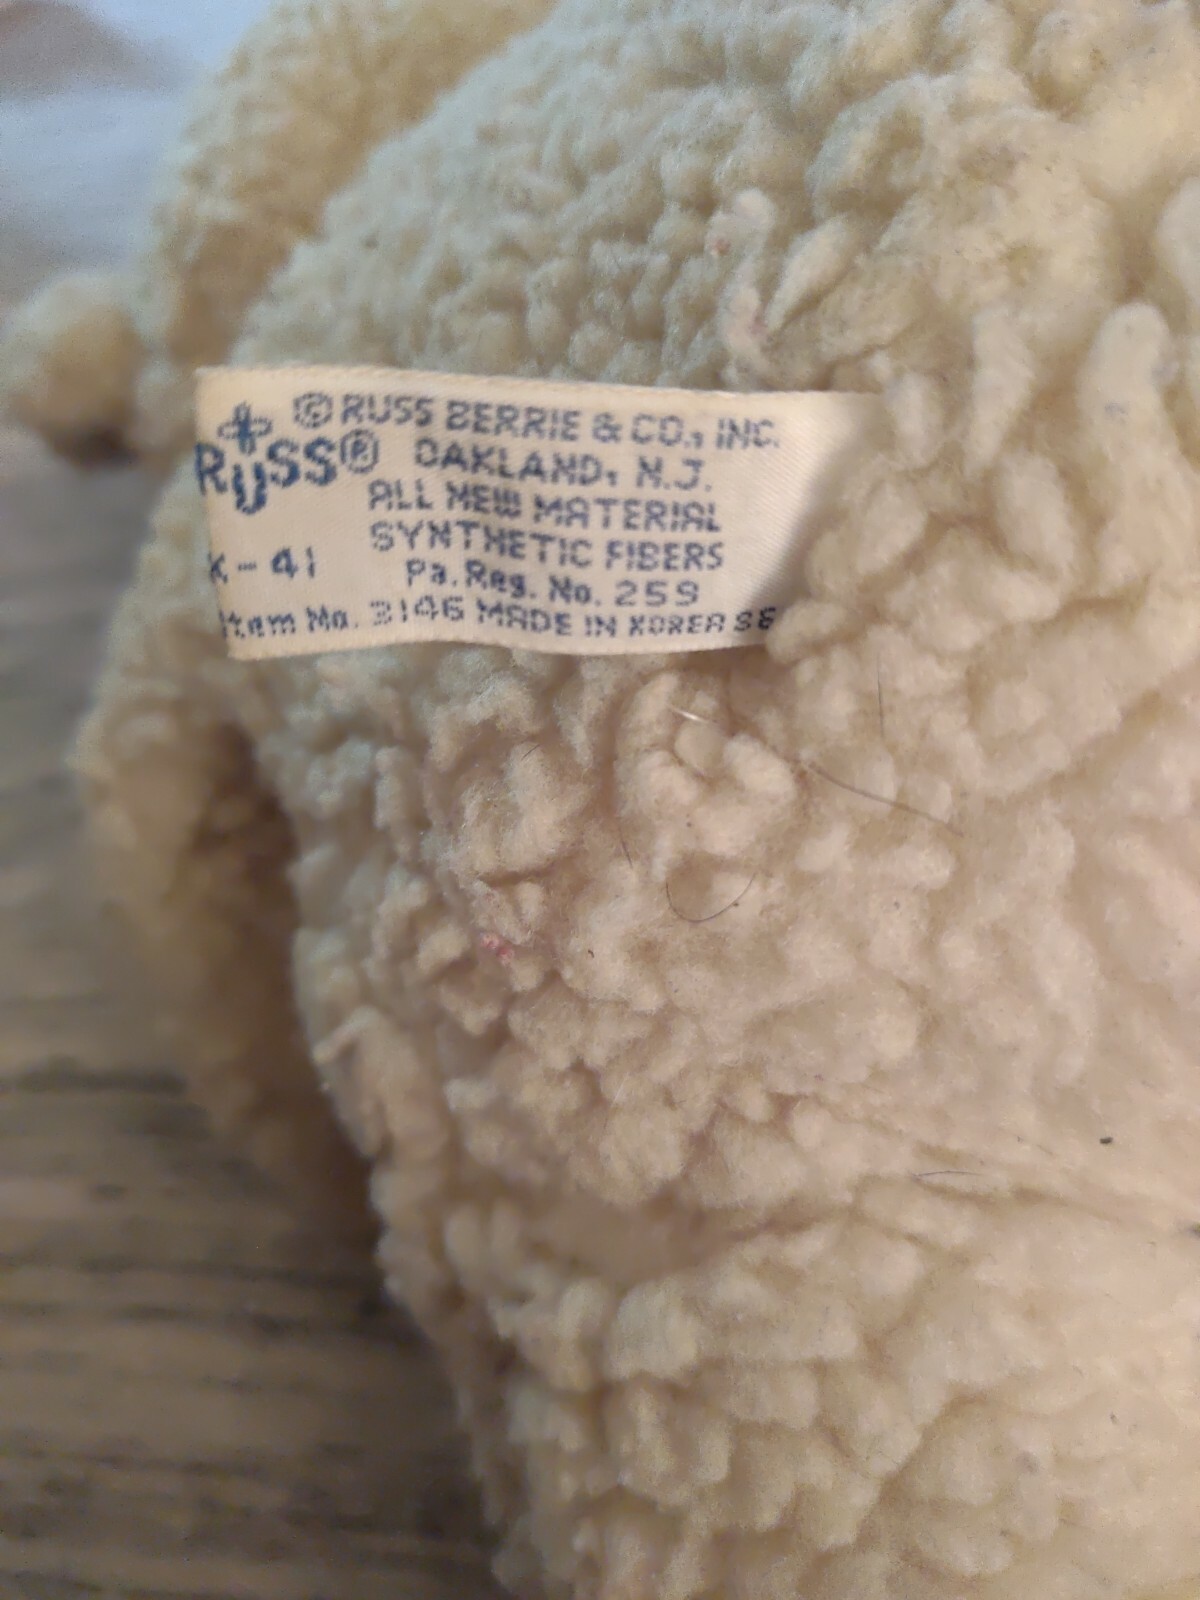 © RUSS BERRIE & CO., INC.
RUSS® OAKLAND, N.J.
ALL NEW MATERIAL
SYNTHETIC FIBERS
K-41 Pa. Reg. No. 259
Item No. 3146 MADE IN KOREA